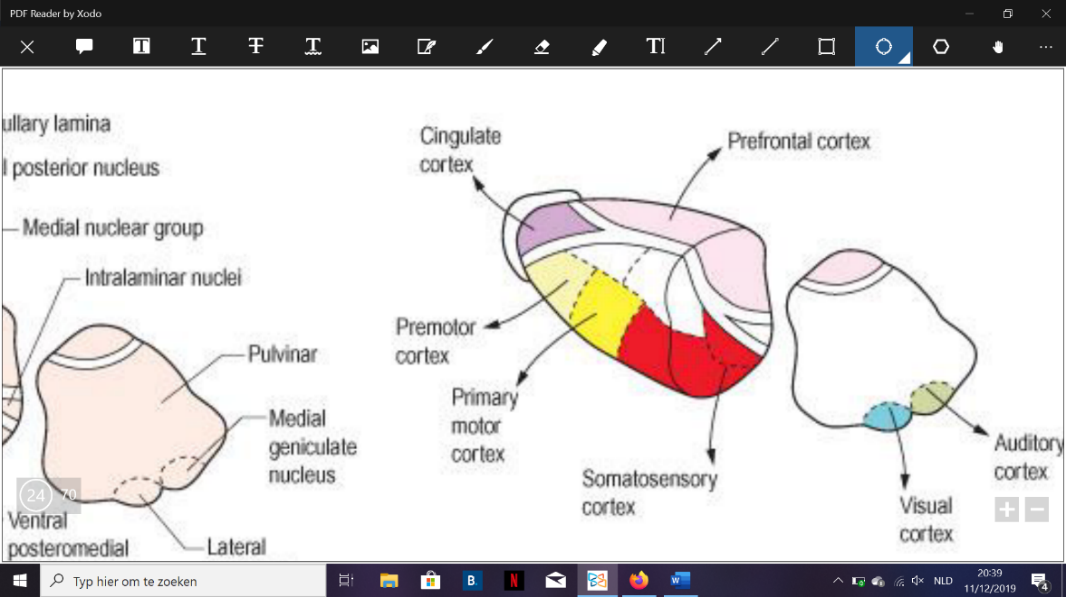 PDF Reader by Xodo
T T T T TI
ullary lamina
l posterior nucleus
Medial nuclear group
Intralaminar nuclei
Pulvinar
Medial
geniculate
nucleus
24 70
Ventral
posteromedial
Lateral
Cingulate
cortex
Prefrontal cortex
Premotor
cortex
Primary
motor
cortex
Somatosensory
cortex
Auditory
cortex
Visual
cortex
Typ hier om te zoeken
B.
N
W
NLD
20:39
11/12/2019
4